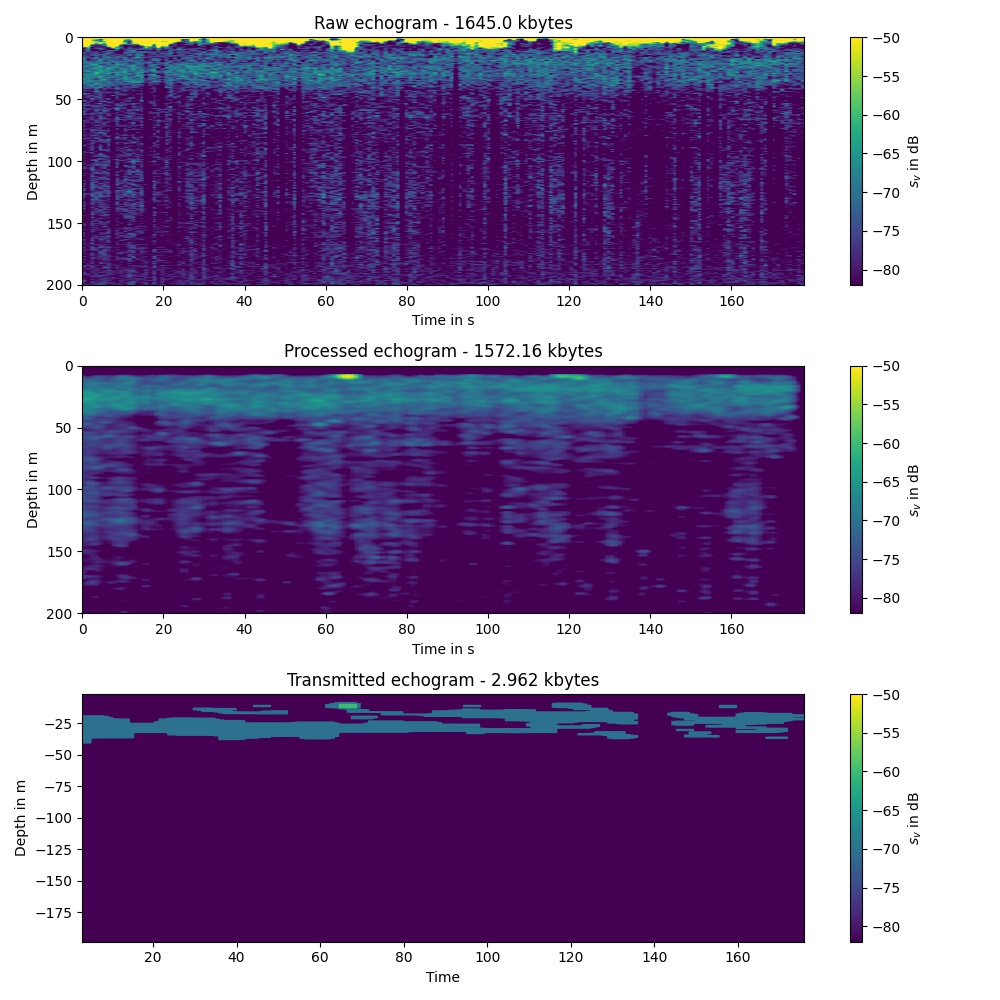 Raw echogram - 1645.0 kbytes
0
50
100
150
200
Depth in m
0 20 40 60 80 100 120 140 160
Time in s
−50
−55
−60
−65
−70
−75
−80
sv in dB
Processed echogram - 1572.16 kbytes
0
50
100
150
200
Depth in m
0 20 40 60 80 100 120 140 160
Time in s
−50
−55
−60
−65
−70
−75
−80
sv in dB
Transmitted echogram - 2.962 kbytes
−25
−50
−75
−100
−125
−150
−175
Depth in m
20 40 60 80 100 120 140 160
Time
−50
−55
−60
−65
−70
−75
−80
sv in dB